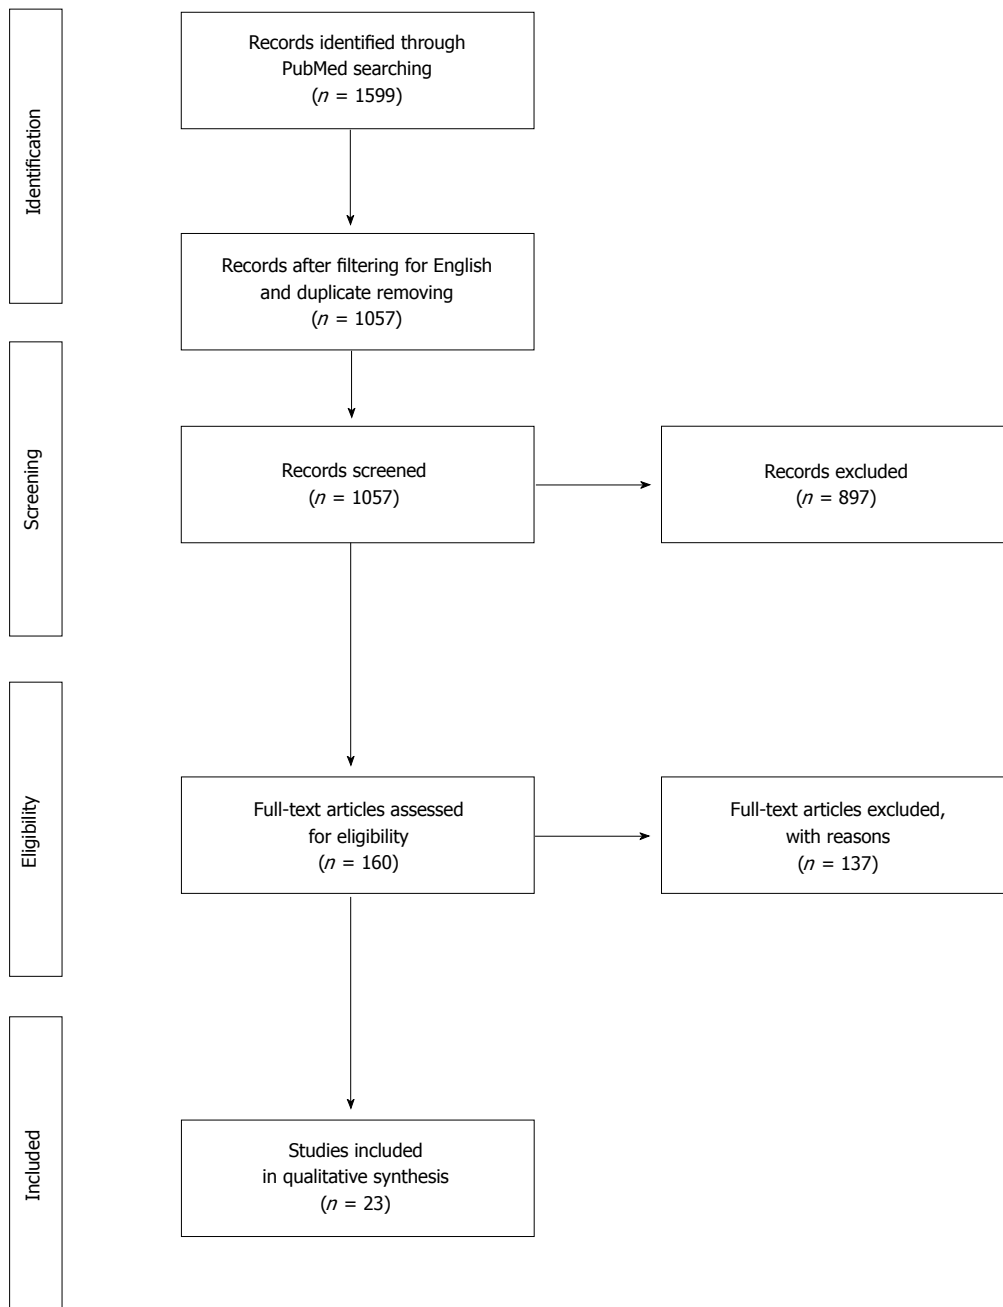 Identification
Records identified through
PubMed searching
(n = 1599)
Records after filtering for English
and duplicate removing
(n = 1057)
Screening
Records screened
(n = 1057)
Records excluded
(n = 897)
Eligibility
Full-text articles assessed
for eligibility
(n = 160)
Full-text articles excluded,
with reasons
(n = 137)
Included
Studies included
in qualitative synthesis
(n = 23)